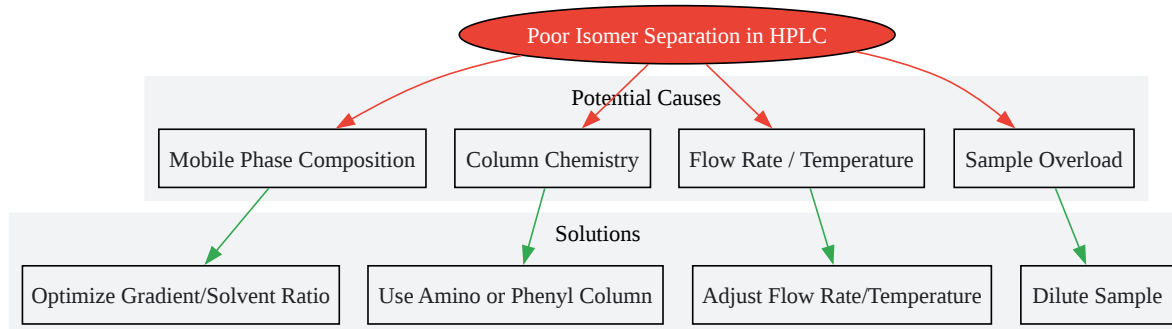 Poor Isomer Separation in HPLC
Potential Causes
Mobile Phase Composition
Column Chemistry
Flow Rate / Temperature
Sample Overload
Solutions
Optimize Gradient/Solvent Ratio
Use Amino or Phenyl Column
Adjust Flow Rate/Temperature
Dilute Sample